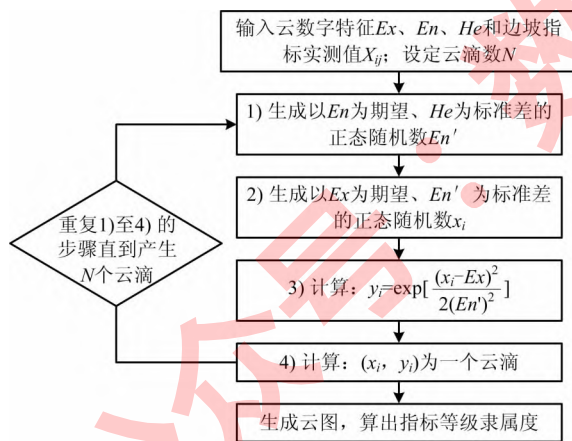 输入云数字特征Ex、En、He和边坡指
标实测值Xij；设定云滴数N
1) 生成以En为期望、He为标准差的
正态随机数En′
2) 生成以Ex为期望、En′ 为标准差
的正态随机数xi
重复1)至4) 的
步骤直到产生
N个云滴
3) 计算：yi=exp[(xi−Ex)²/2(En')²]
4) 计算：(xi，yi)为一个云滴
生成云图，算出指标等级隶属度
公众号：数